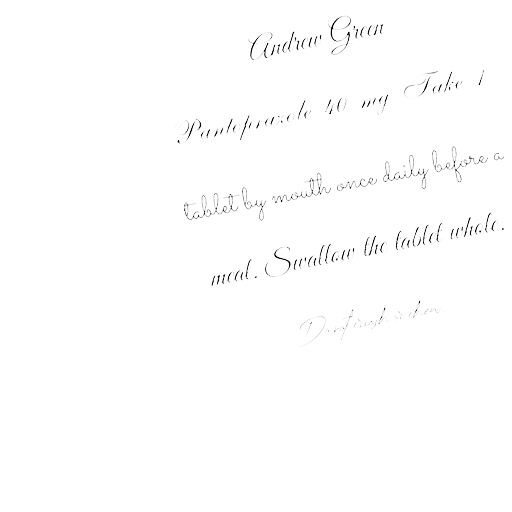 Andrew Green
Pantoprazole 40 mg Take 1
tablet by mouth once daily before a
meal. Swallow the tablet whole.
Do not crush or chew.